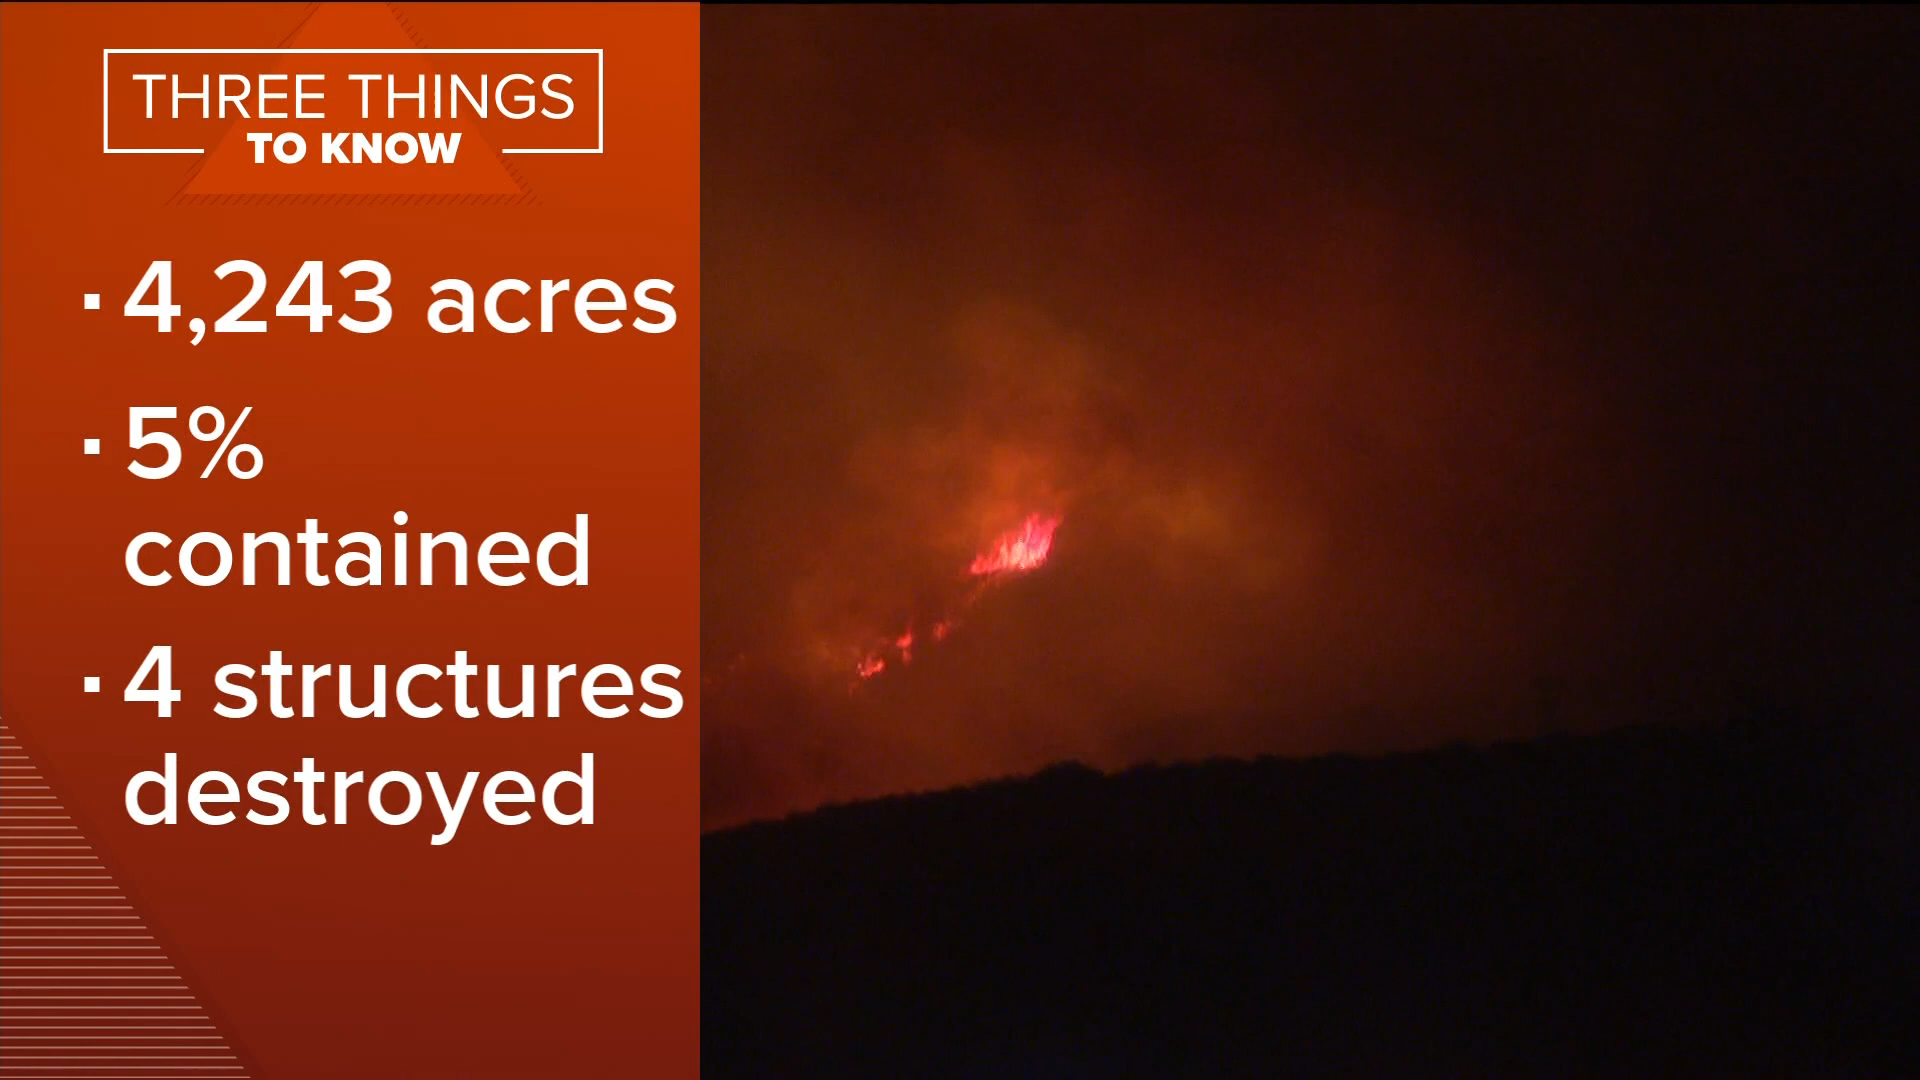 THREE THINGS
TO KNOW
▪ 4,243 acres
▪ 5%
contained
▪ 4 structures
destroyed